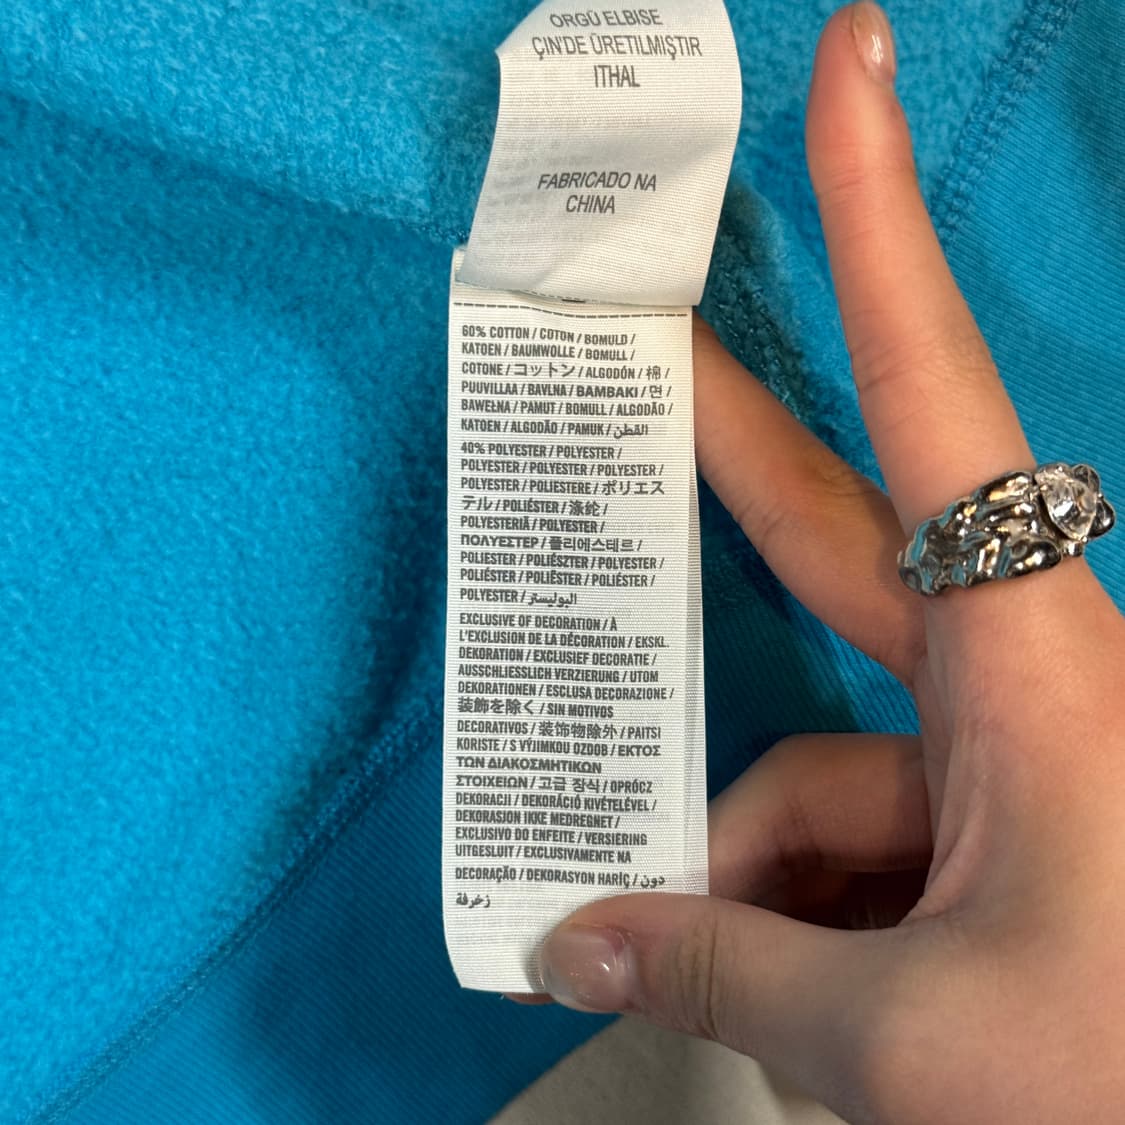 ÖRGÜ ELBİSE
ÇIN'DE ÜRETILMIŞTIR
ITHAL
FABRICADO NA
CHINA
60% COTTON / COTON / BOMULD /
KATOEN / BAUMWOLLE / BOMULL /
COTONE / コットン / ALGODÓN / 棉 /
PUUVILLAA / BAVLNA / BAMBAKI / 면 /
BAWEŁNA / PAMUT / BOMULL / ALGODÃO /
KATOEN / ALGODÃO / PAMUK / القطن
40% POLYESTER / POLYESTER /
POLYESTER / POLYESTER / POLYESTER /
POLYESTER / POLIESTERE / ポリエス
テル / POLIÉSTER / 涤纶 /
POLYESTERIÄ / POLYESTER /
ΠΟΛΥΕΣΤΕΡ / 폴리에스테르 /
POLIESTER / POLIÉSZTER / POLYESTER /
POLIÉSTER / POLIËSTER / POLIÉSTER /
POLYESTER / البوليستر
EXCLUSIVE OF DECORATION / À
L'EXCLUSION DE LA DÉCORATION / EKSKL.
DEKORATION / EXCLUSIEF DECORATIE /
AUSSCHLIESSLICH VERZIERUNG / UTOM
DEKORATIONEN / ESCLUSA DECORAZIONE /
装飾を除く / SIN MOTIVOS
DECORATIVOS / 装饰物除外 / PAITSI
KORISTE / S VÝJIMKOU OZDOB / ΕΚΤΟΣ
ΤΩΝ ΔΙΑΚΟΣΜΗΤΙΚΩΝ
ΣΤΟΙΧΕΙΩΝ / 고급 장식 / OPRÓCZ
DEKORACJI / DEKORÁCIÓ KIVÉTELÉVEL /
DEKORASJON IKKE MEDREGNET /
EXCLUSIVO DO ENFEITE / VERSIERING
UITGESLUIT / EXCLUSIVAMENTE NA
DECORAÇÃO / DEKORASYON HARİÇ / دون
زخرفة